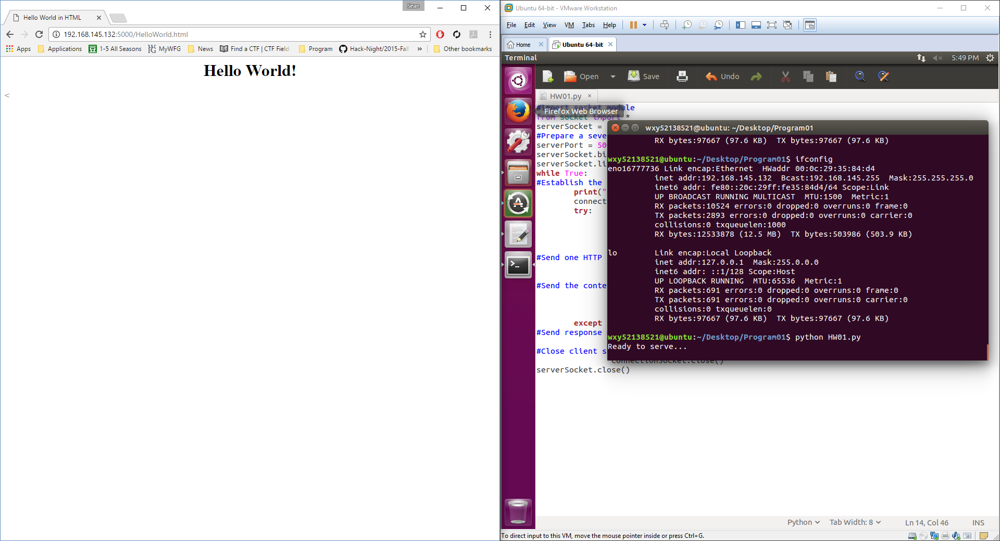 Sean
Hello World in HTML
192.168.145.132:5000/HelloWorld.html
Apps
Applications
1-5 All Seasons
MyWFG
News
Find a CTF | CTF Field
Program
Hack-Night/2015-Fall
»
Other bookmarks
Hello World!
<
Ubuntu 64-bit - VMware Workstation
File Edit View VM Tabs Help
Home
Ubuntu 64-bit
Terminal
5:49 PM
Open
Save
Undo
HW01.py
#import socket module
Firefox Web Browser
from socket import *
serverSocket =
#Prepare a seve
serverPort = 50
serverSocket.bi
serverSocket.li
while True:
#Establish the
print("
connect
try:
#Send one HTTP
#Send the conte
except
#Send response
#Close client s
connectionSocket.close()
serverSocket.close()
wxy52138521@ubuntu: ~/Desktop/Program01
RX bytes:97667 (97.6 KB)  TX bytes:97667 (97.6 KB)
wxy52138521@ubuntu:~/Desktop/Program01$ ifconfig
eno16777736 Link encap:Ethernet  HWaddr 00:0c:29:35:84:d4
inet addr:192.168.145.132  Bcast:192.168.145.255  Mask:255.255.255.0
inet6 addr: fe80::20c:29ff:fe35:84d4/64 Scope:Link
UP BROADCAST RUNNING MULTICAST  MTU:1500  Metric:1
RX packets:10524 errors:0 dropped:0 overruns:0 frame:0
TX packets:2893 errors:0 dropped:0 overruns:0 carrier:0
collisions:0 txqueuelen:1000
RX bytes:12533878 (12.5 MB)  TX bytes:503986 (503.9 KB)
lo        Link encap:Local Loopback
inet addr:127.0.0.1  Mask:255.0.0.0
inet6 addr: ::1/128 Scope:Host
UP LOOPBACK RUNNING  MTU:65536  Metric:1
RX packets:691 errors:0 dropped:0 overruns:0 frame:0
TX packets:691 errors:0 dropped:0 overruns:0 carrier:0
collisions:0 txqueuelen:0
RX bytes:97667 (97.6 KB)  TX bytes:97667 (97.6 KB)
wxy52138521@ubuntu:~/Desktop/Program01$ python HW01.py
Ready to serve...
Python
Tab Width: 8
Ln 14, Col 46
INS
To direct input to this VM, move the mouse pointer inside or press Ctrl+G.